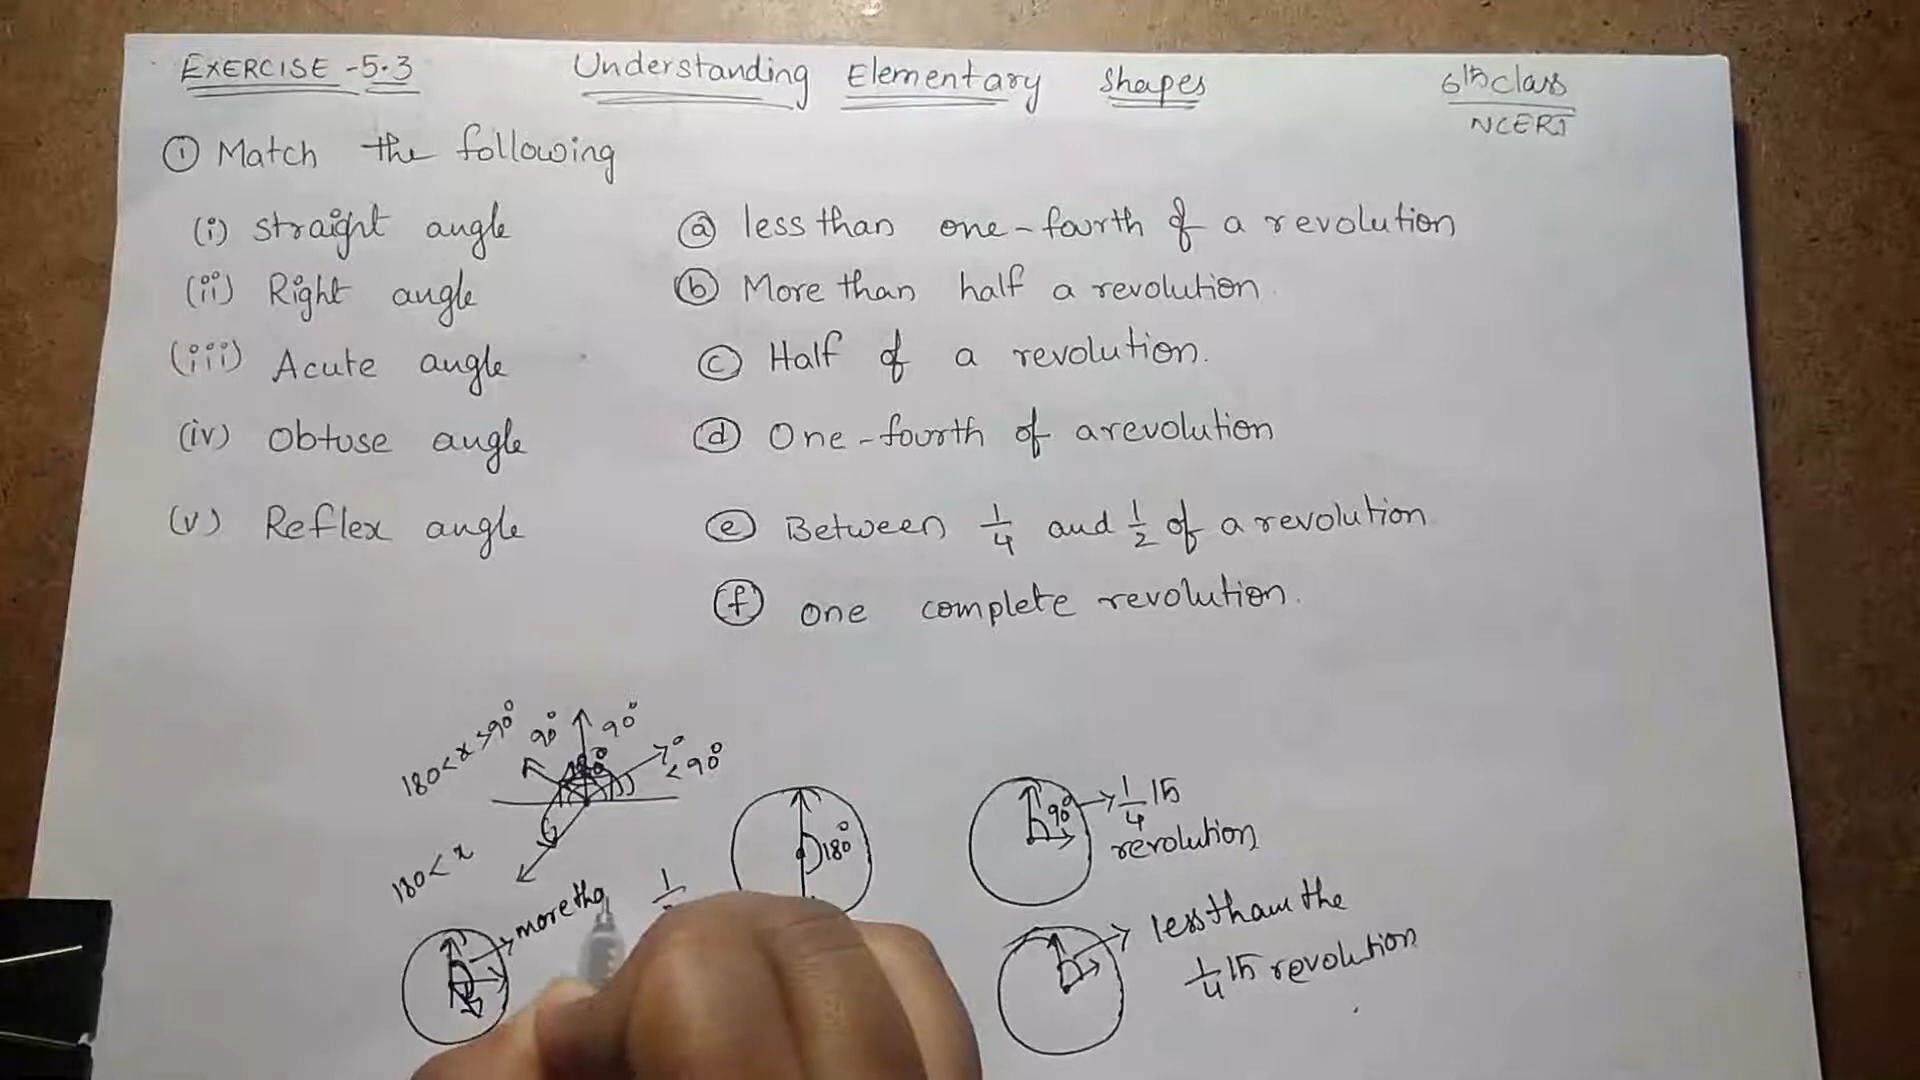 EXERCISE -5.3 Understanding Elementary shapes 6th class
NCERT
① Match the following
(i) straight angle ⓐ less than one-fourth of a revolution
(ii) Right angle ⓑ More than half a revolution.
(iii) Acute angle ⓒ Half of a revolution.
(iv) Obtuse angle ⓓ One-fourth of a revolution
(v) Reflex angle ⓔ Between 1/4 and 1/2 of a revolution
ⓕ one complete revolution.
180<x>90°
90°
90°
<90°
180<x
more tha
180°
90°
1/4 th
revolution
less tham the
1/4 th revolution